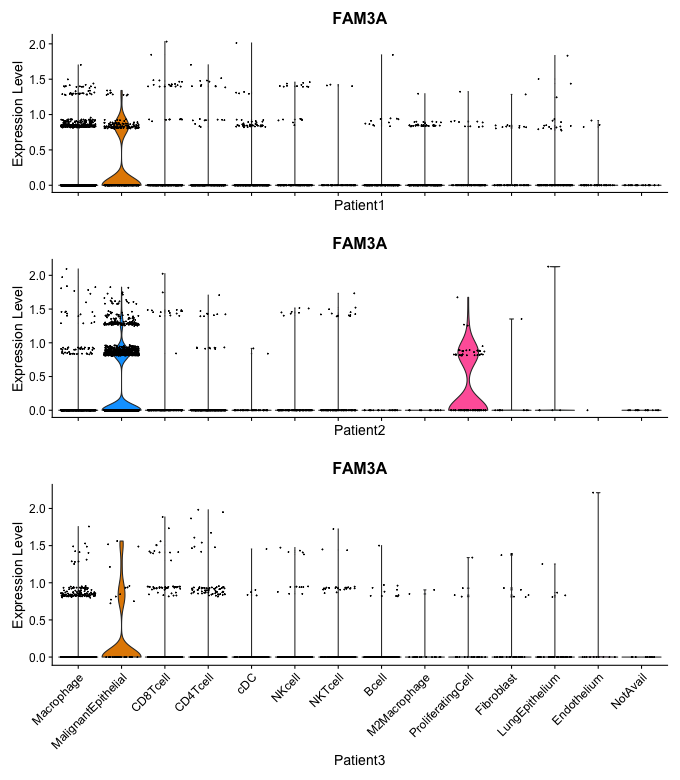 FAM3A
Expression Level
2.0
1.5
1.0
0.5
0.0
Patient1
FAM3A
Expression Level
2.0
1.5
1.0
0.5
0.0
Patient2
FAM3A
Expression Level
2.0
1.5
1.0
0.5
0.0
Macrophage
MalignantEpithelial
CD8Tcell
CD4Tcell
cDC
NKcell
NKTcell
Bcell
M2Macrophage
ProliferatingCell
Fibroblast
LungEpithelium
Endothelium
NotAvail
Patient3